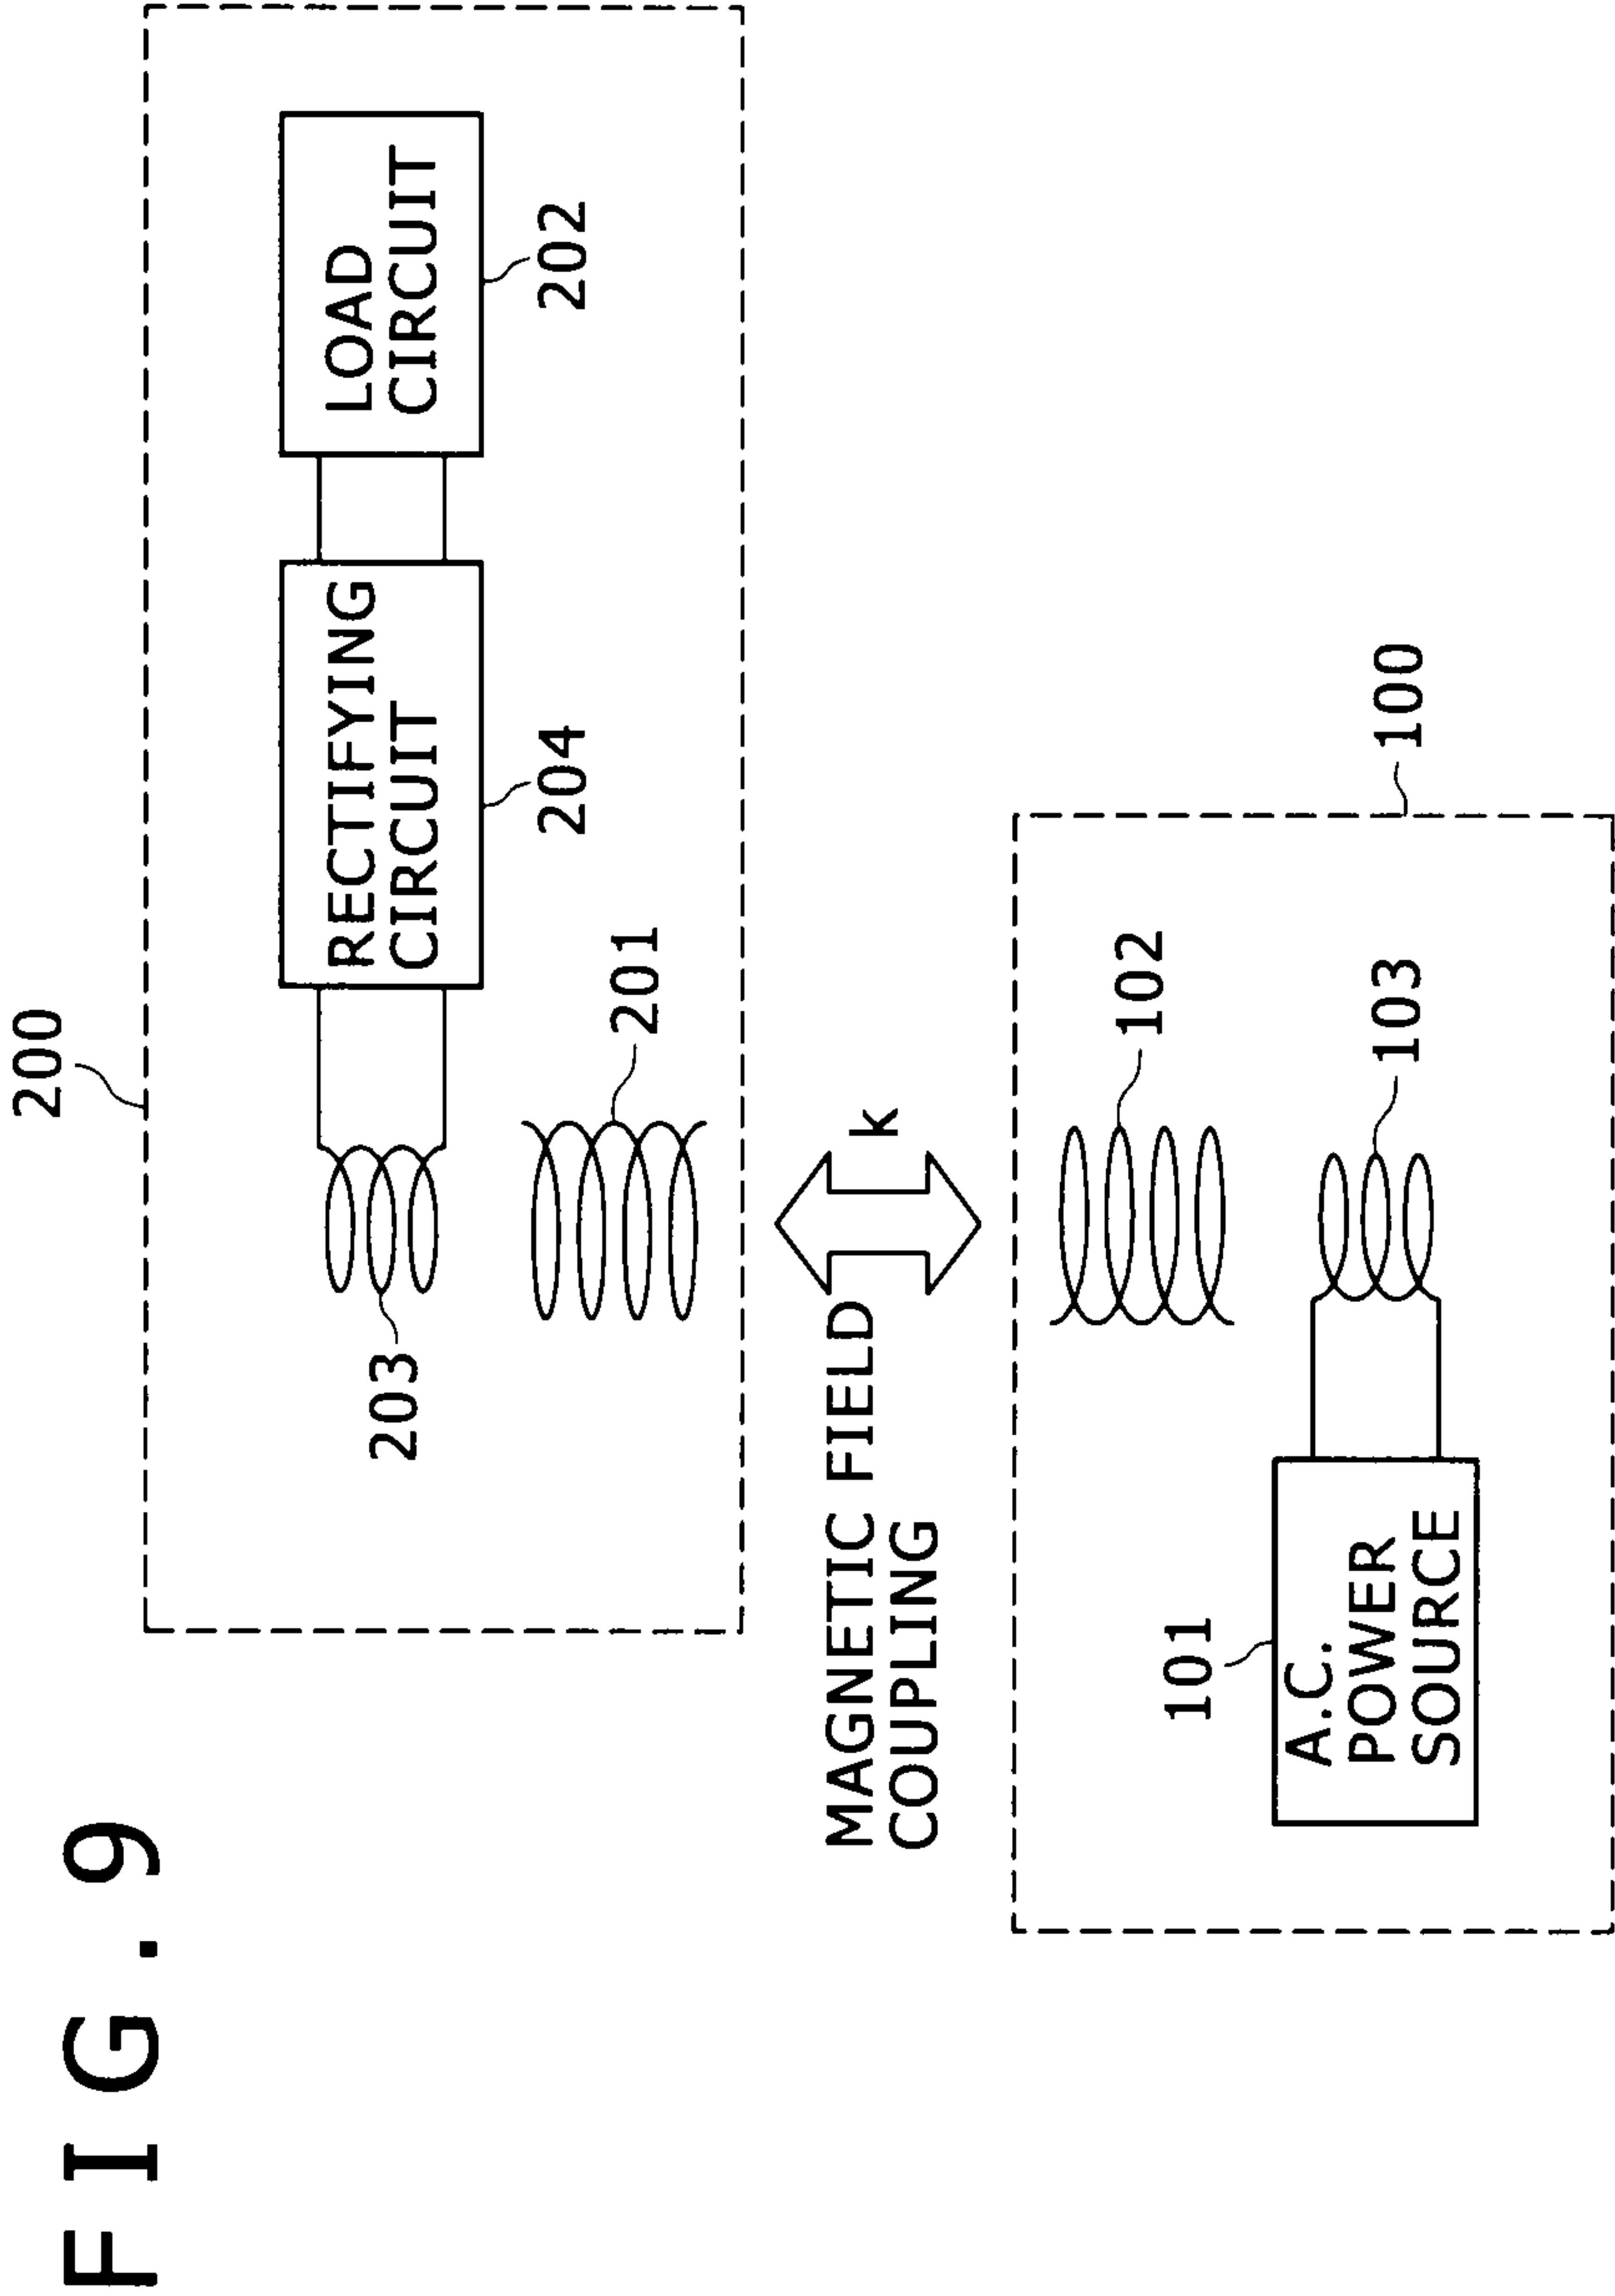 FIG. 9
200
203
RECTIFYING
CIRCUIT
204
LOAD
CIRCUIT
202
201
MAGNETIC FIELD
COUPLING
k
102
101
A.C.
POWER
SOURCE
103
100